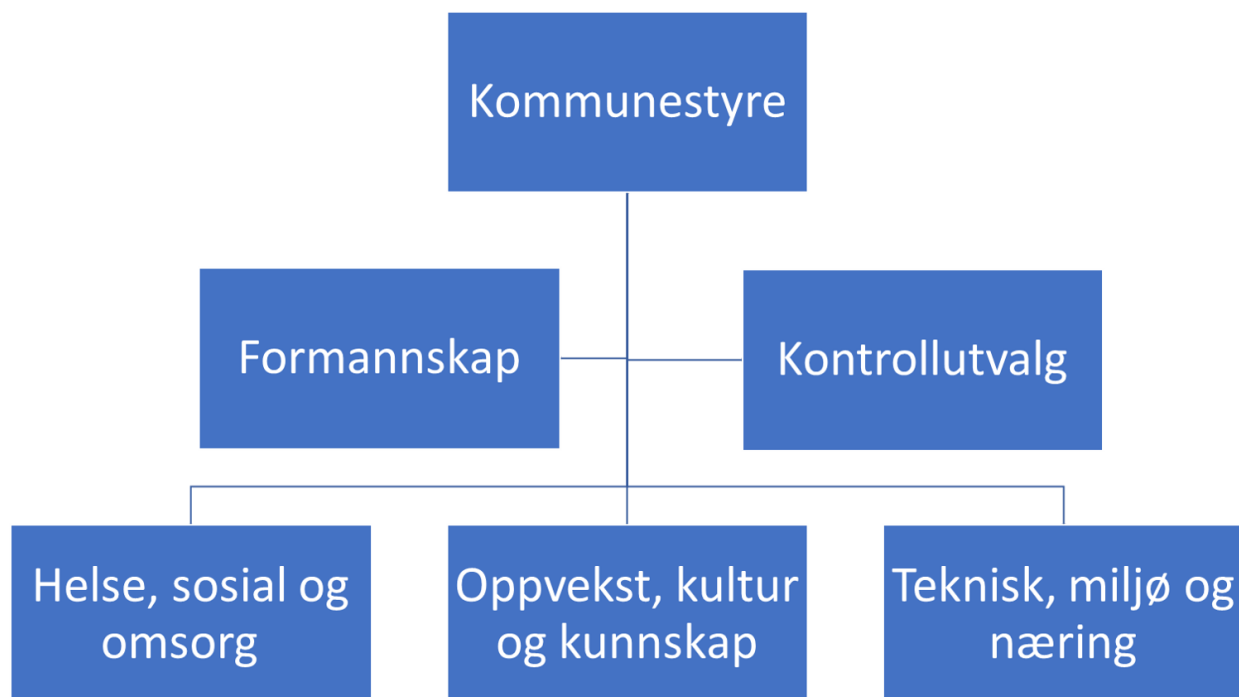 Kommunestyre
Formannskap
Kontrollutvalg
Helse, sosial og
omsorg
Oppvekst, kultur
og kunnskap
Teknisk, miljø og
næring